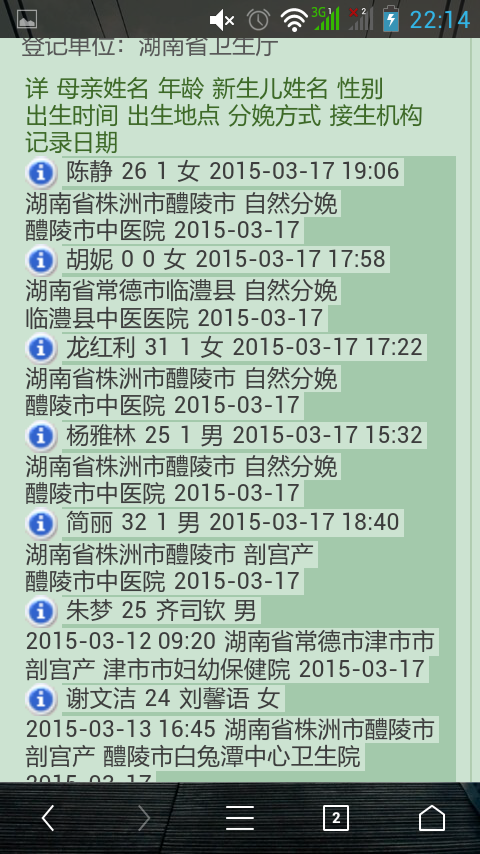 3G 1 2 22:14
登记单位：湖南省卫生厅
详 母亲姓名 年龄 新生儿姓名 性别
出生时间 出生地点 分娩方式 接生机构
记录日期
陈静 26 1 女 2015-03-17 19:06
湖南省株洲市醴陵市 自然分娩
醴陵市中医院 2015-03-17
胡妮 0 0 女 2015-03-17 17:58
湖南省常德市临澧县 自然分娩
临澧县中医医院 2015-03-17
龙红利 31 1 女 2015-03-17 17:22
湖南省株洲市醴陵市 自然分娩
醴陵市中医院 2015-03-17
杨雅林 25 1 男 2015-03-17 15:32
湖南省株洲市醴陵市 自然分娩
醴陵市中医院 2015-03-17
简丽 32 1 男 2015-03-17 18:40
湖南省株洲市醴陵市 剖宫产
醴陵市中医院 2015-03-17
朱梦 25 齐司钦 男
2015-03-12 09:20 湖南省常德市津市市
剖宫产 津市市妇幼保健院 2015-03-17
谢文洁 24 刘馨语 女
2015-03-13 16:45 湖南省株洲市醴陵市
剖宫产 醴陵市白兔潭中心卫生院
2015-03-17
2